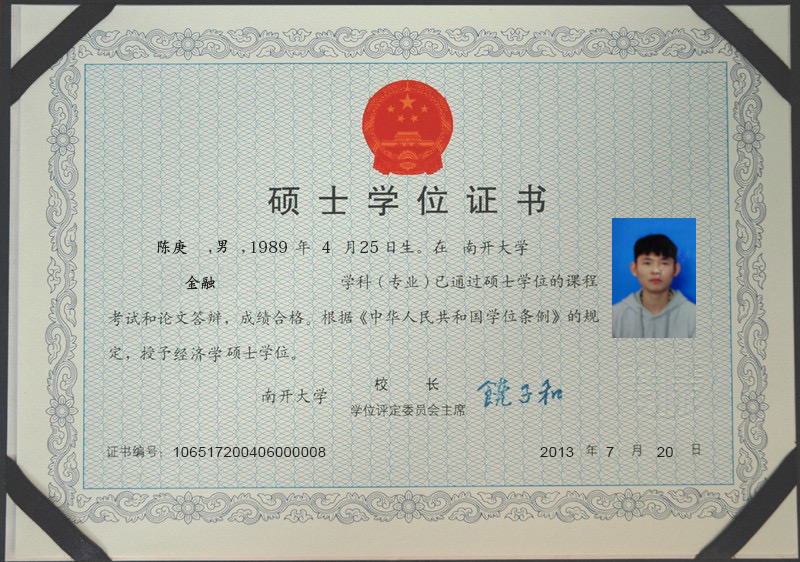 硕士学位证书
陈庚 ,男 ,1989 年 4 月25日生。在 南开大学
金融 学科（专业）已通过硕士学位的课程
考试和论文答辩，成绩合格。根据《中华人民共和国学位条例》的规
定，授予经济学硕士学位。
南开大学 校 长
学位评定委员会主席 饶子和
证书编号：106517200406000008 2013 年 7 月 20 日